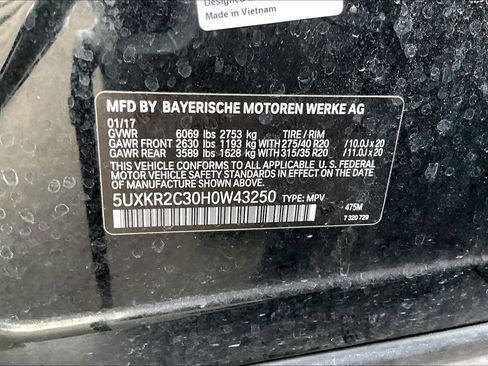 Designed
Made in Vietnam
MFD BY BAYERISCHE MOTOREN WERKE AG
01/17
GVWR 6069 lbs 2753 kg TIRE / RIM
GAWR FRONT 2630 lbs 1193 kg WITH 275/40 R20 /10.0J x 20
GAWR REAR 3589 lbs 1628 kg WITH 315/35 R20 /11.0J x 20
THIS VEHICLE CONFORMS TO ALL APPLICABLE U.S. FEDERAL
MOTOR VEHICLE SAFETY STANDARDS IN EFFECT ON THE
DATE OF MANUFACTURE SHOWN ABOVE.
5UXKR2C30H0W43250 TYPE: MPV
475M
7 320 729